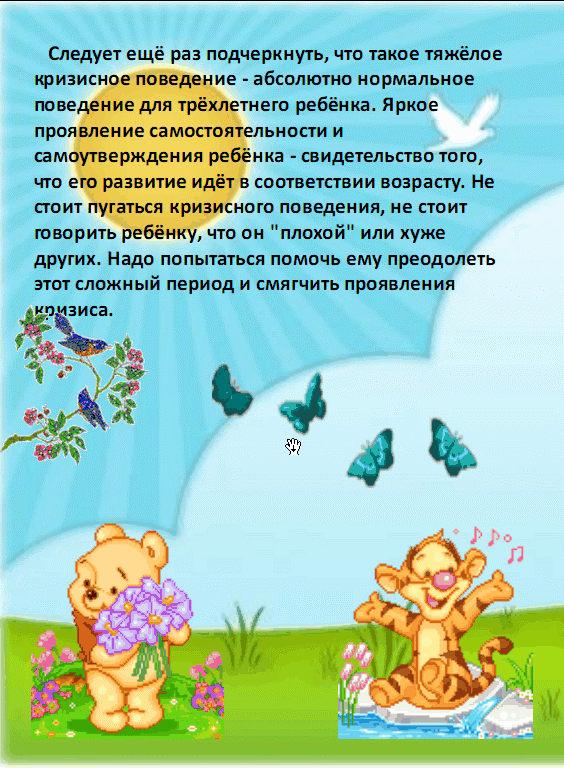 Следует ещё раз подчеркнуть, что такое тяжёлое
кризисное поведение - абсолютно нормальное
поведение для трёхлетнего ребёнка. Яркое
проявление самостоятельности и
самоутверждения ребёнка - свидетельство того,
что его развитие идёт в соответствии возрасту. Не
стоит пугаться кризисного поведения, не стоит
говорить ребёнку, что он "плохой" или хуже
других. Надо попытаться помочь ему преодолеть
этот сложный период и смягчить проявления
кризиса.